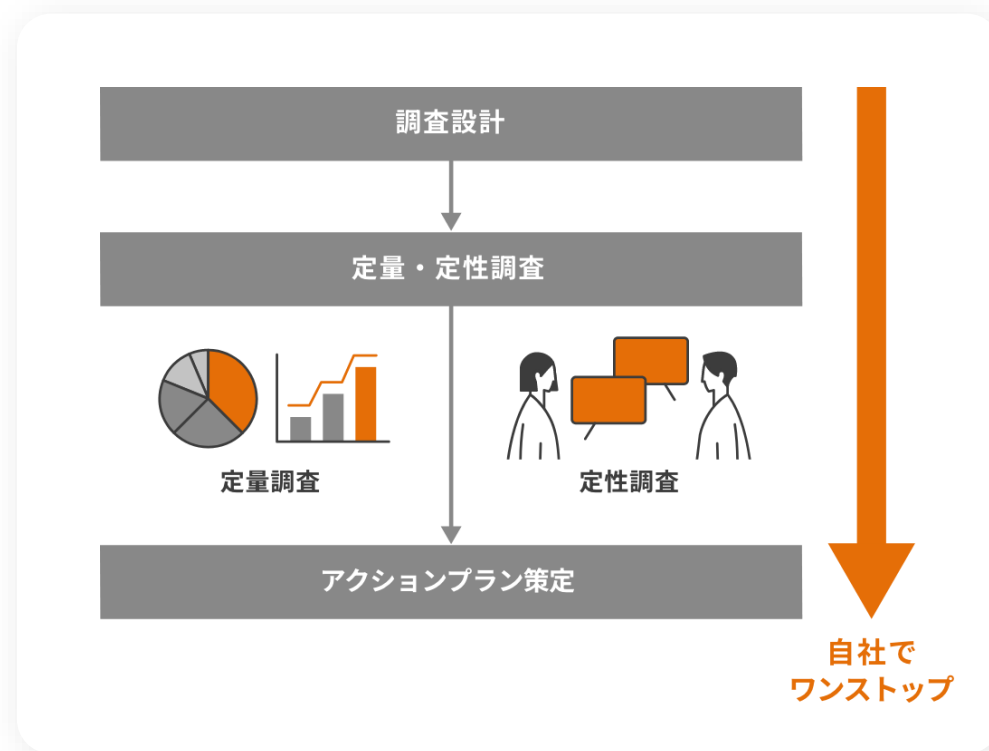 調査設計
定量・定性調査
定量調査
定性調査
アクションプラン策定
自社で
ワンストップ